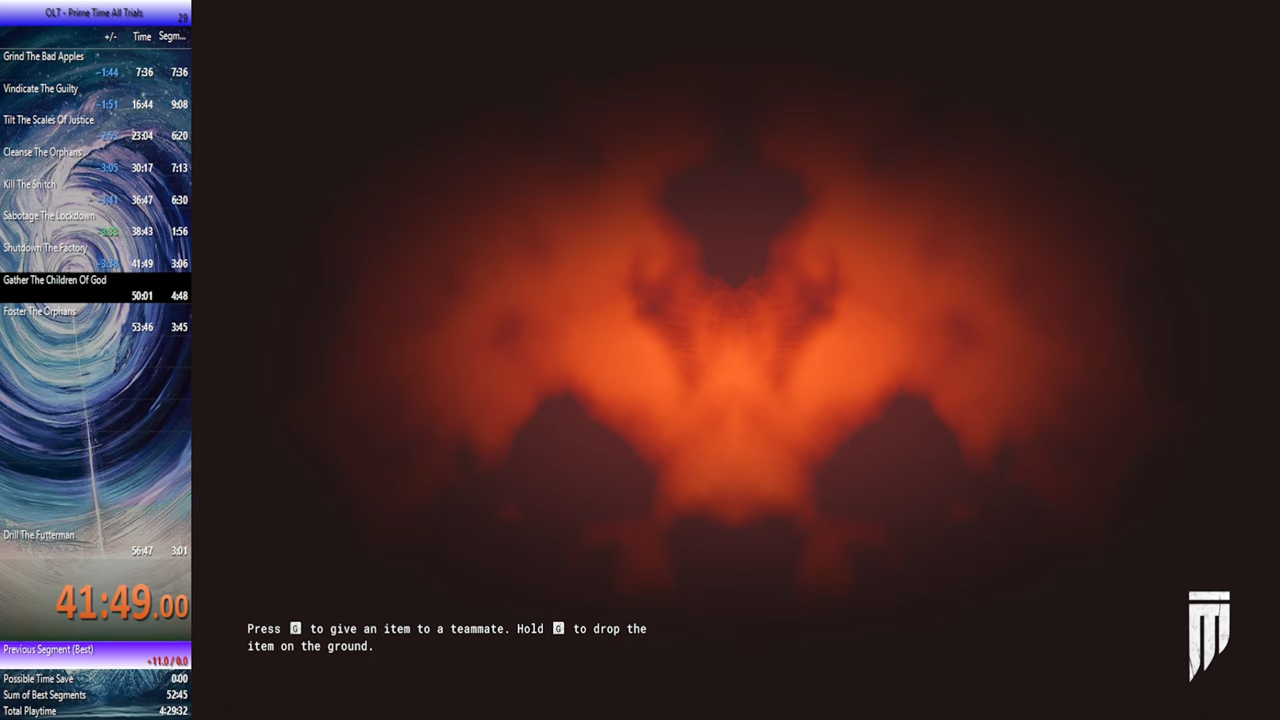 OLT - Prime Time All Trials
29
+/- Time Segm...
Grind The Bad Apples
-1:44 7:36 7:36
Vindicate The Guilty
-1:51 16:44 9:08
Tilt The Scales Of Justice
23:04 6:20
Cleanse The Orphans
-3:05 30:17 7:13
Kill The Snitch
36:47 6:30
Sabotage The Lockdown
38:43 1:56
Shutdown The Factory
41:49 3:06
Gather The Children Of God
50:01 4:48
Foster The Orphans
53:46 3:45
Drill The Futterman
56:47 3:01
41:49.00
Previous Segment (Best)
+11.0 / 0.0
Possible Time Save 0.00
Sum of Best Segments 52:45
Total Playtime 4:29:32
Press G to give an item to a teammate. Hold G to drop the
item on the ground.